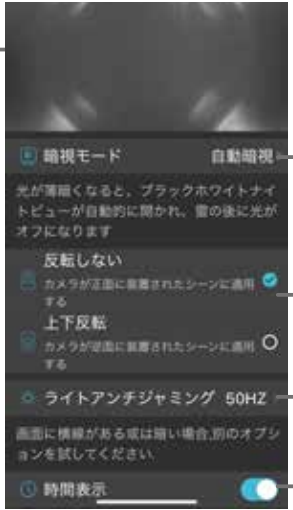 暗視モード 自動暗視
光が薄暗くなると、ブラックホワイトナイ
トビューが自動的に開かれ、雷の後に光が
オフになります
反転しない
カメラが正面に装着されたシーンに適用
する
上下反転
カメラが逆面に装着されたシーンに適用
する
ライトアンチジャミング 50HZ
画面に横線がある或は暗い場合,別のオプシ
ョンを試してください
時間表示